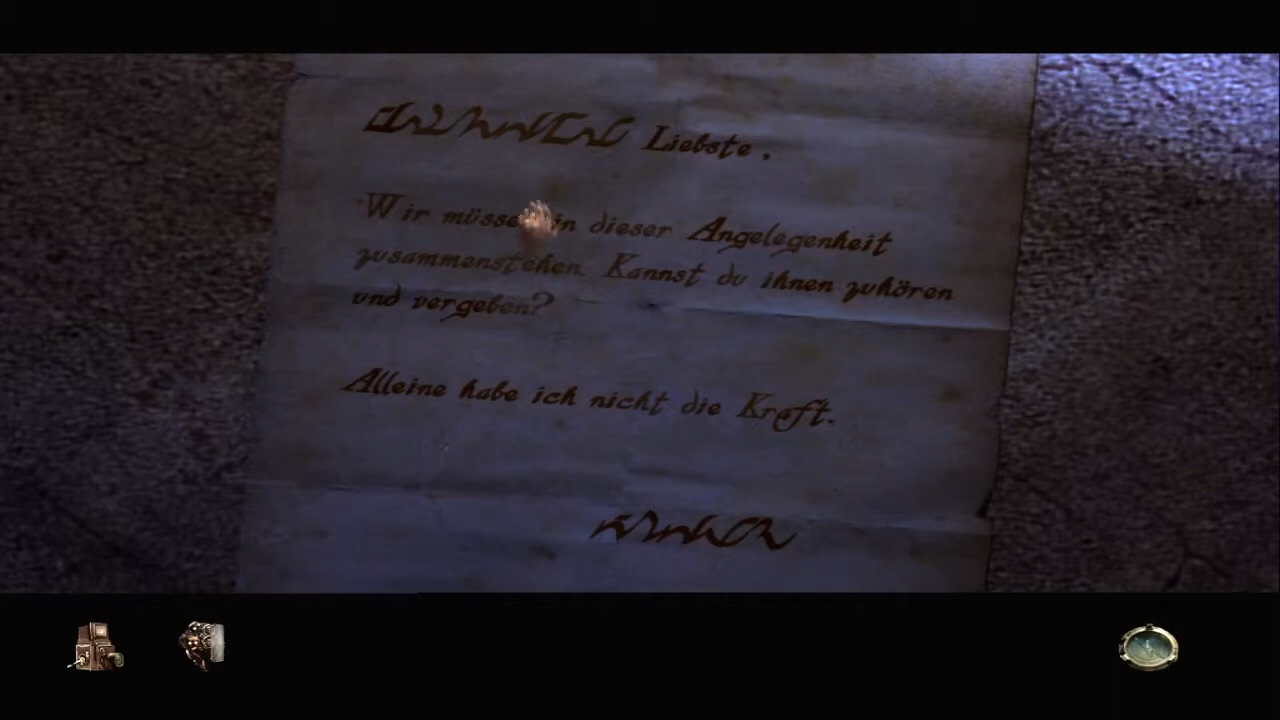 Liebste.
Wir müssen in dieser Angelegenheit
zusammenstehen. Kannst du ihnen zuhören
und vergeben?
Alleine habe ich nicht die Kraft.